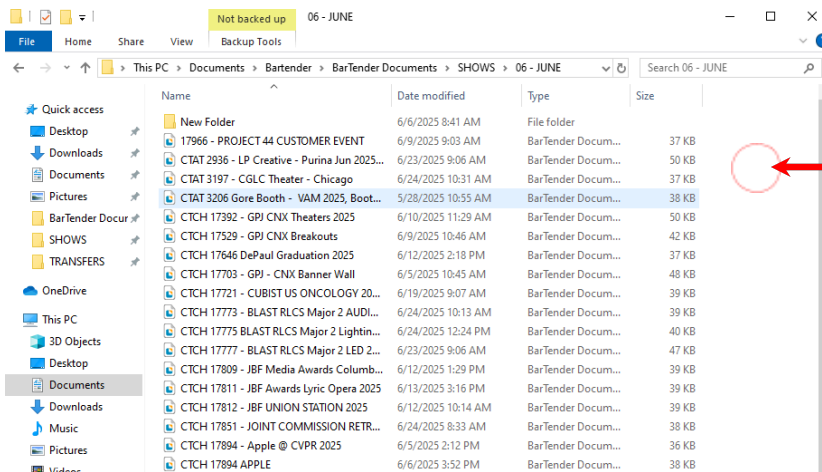 Not backed up 06 - JUNE
File Home Share View Backup Tools
This PC > Documents > Bartender > BarTender Documents > SHOWS > 06 - JUNE Search 06 - JUNE
Name Date modified Type Size
Quick access
Desktop
Downloads
Documents
Pictures
BarTender Docur
SHOWS
TRANSFERS
OneDrive
This PC
3D Objects
Desktop
Documents
Downloads
Music
Pictures
Videos
New Folder 6/6/2025 8:41 AM File folder
17966 - PROJECT 44 CUSTOMER EVENT 6/9/2025 9:03 AM BarTender Docum... 37 KB
CTAT 2936 - LP Creative - Purina Jun 2025... 6/23/2025 9:06 AM BarTender Docum... 50 KB
CTAT 3197 - CGLC Theater - Chicago 6/24/2025 10:31 AM BarTender Docum... 37 KB
CTAT 3206 Gore Booth - VAM 2025, Boot... 5/28/2025 10:55 AM BarTender Docum... 38 KB
CTCH 17392 - GPJ CNX Theaters 2025 6/10/2025 11:29 AM BarTender Docum... 50 KB
CTCH 17529 - GPJ CNX Breakouts 6/9/2025 10:46 AM BarTender Docum... 42 KB
CTCH 17646 DePaul Graduation 2025 6/12/2025 2:18 PM BarTender Docum... 37 KB
CTCH 17703 - GPJ - CNX Banner Wall 6/5/2025 10:45 AM BarTender Docum... 48 KB
CTCH 17721 - CUBIST US ONCOLOGY 20... 6/19/2025 9:07 AM BarTender Docum... 39 KB
CTCH 17773 - BLAST RLCS Major 2 AUDI... 6/24/2025 10:13 AM BarTender Docum... 39 KB
CTCH 17775 BLAST RLCS Major 2 Lightin... 6/24/2025 12:24 PM BarTender Docum... 40 KB
CTCH 17777 - BLAST RLCS Major 2 LED 2... 6/23/2025 9:06 AM BarTender Docum... 47 KB
CTCH 17809 - JBF Media Awards Columb... 6/12/2025 1:29 PM BarTender Docum... 39 KB
CTCH 17811 - JBF Awards Lyric Opera 2025 6/13/2025 3:16 PM BarTender Docum... 39 KB
CTCH 17812 - JBF UNION STATION 2025 6/12/2025 10:14 AM BarTender Docum... 39 KB
CTCH 17851 - JOINT COMMISSION RETR... 6/24/2025 8:33 AM BarTender Docum... 38 KB
CTCH 17894 - Apple @ CVPR 2025 6/5/2025 2:12 PM BarTender Docum... 36 KB
CTCH 17894 APPLE 6/6/2025 3:52 PM BarTender Docum... 38 KB